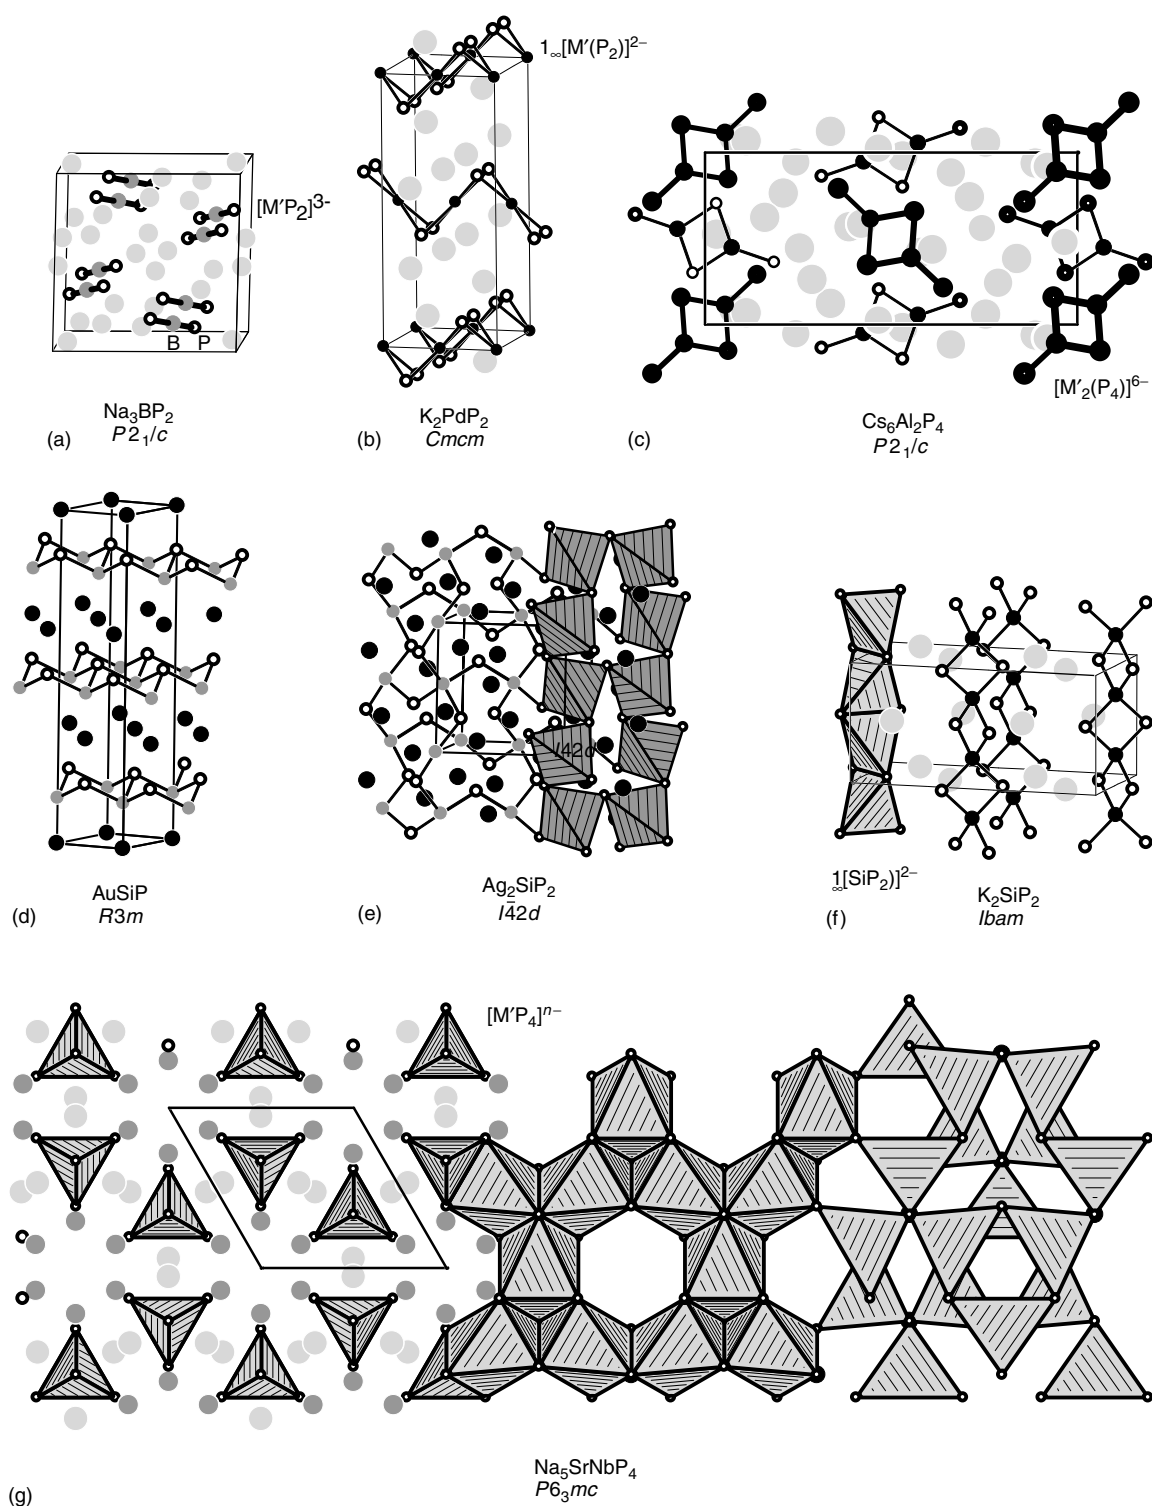 1∞[M′(P₂)]²⁻
[M′P₂]³⁻
B P
[M′₂(P₄)]⁶⁻
Na₃BP₂
(a) P2₁/c
K₂PdP₂
(b) Cmcm
Cs₆Al₂P₄
(c) P2₁/c
I42d
AuSiP
(d) R3m
Ag₂SiP₂
(e) I4̅2d
1∞[SiP₂)]²⁻
K₂SiP₂
(f) Ibam
[M′P₄]ⁿ⁻
Na₅SrNbP₄
(g) P6₃mc